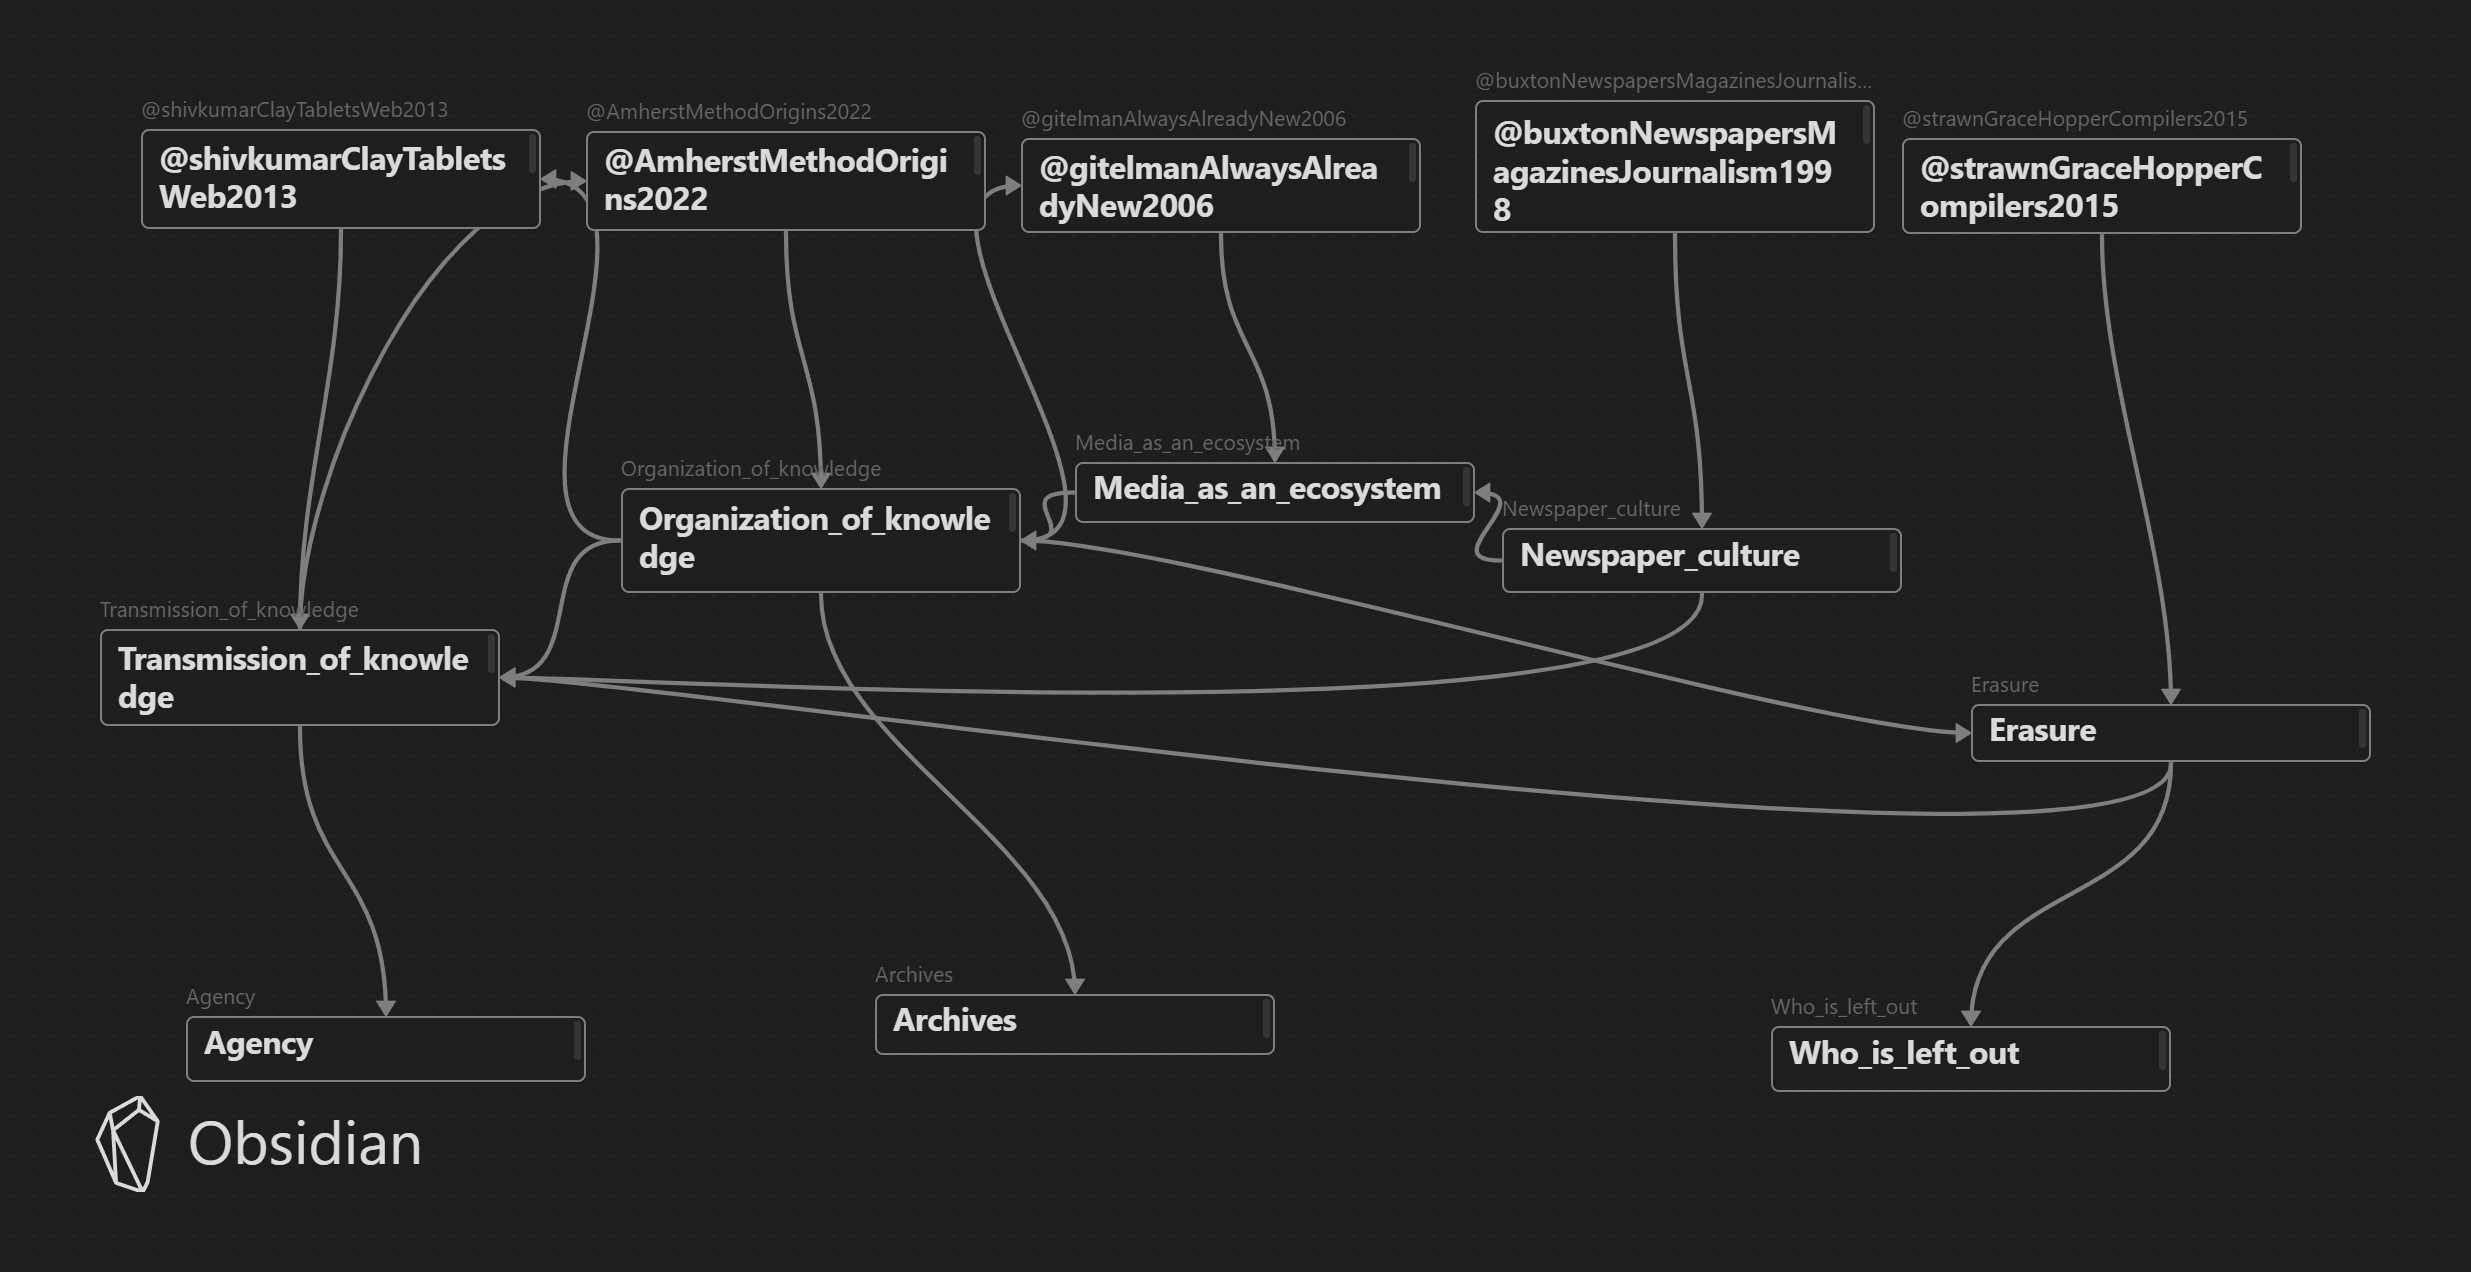 @shivkumarClayTabletsWeb2013
@shivkumarClayTablets
Web2013
@AmherstMethodOrigins2022
@AmherstMethodOrigi
ns2022
@gitelmanAlwaysAlreadyNew2006
@gitelmanAlwaysAlrea
dyNew2006
@buxtonNewspapersMagazinesJournalis...
@buxtonNewspapersM
agazinesJournalism199
8
@strawnGraceHopperCompilers2015
@strawnGraceHopperC
ompilers2015
Media_as_an_ecosystem
Media_as_an_ecosystem
Organization_of_knowledge
Organization_of_knowle
dge
Newspaper_culture
Newspaper_culture
Transmission_of_knowledge
Transmission_of_knowle
dge
Erasure
Erasure
Agency
Agency
Archives
Archives
Who_is_left_out
Who_is_left_out
Obsidian